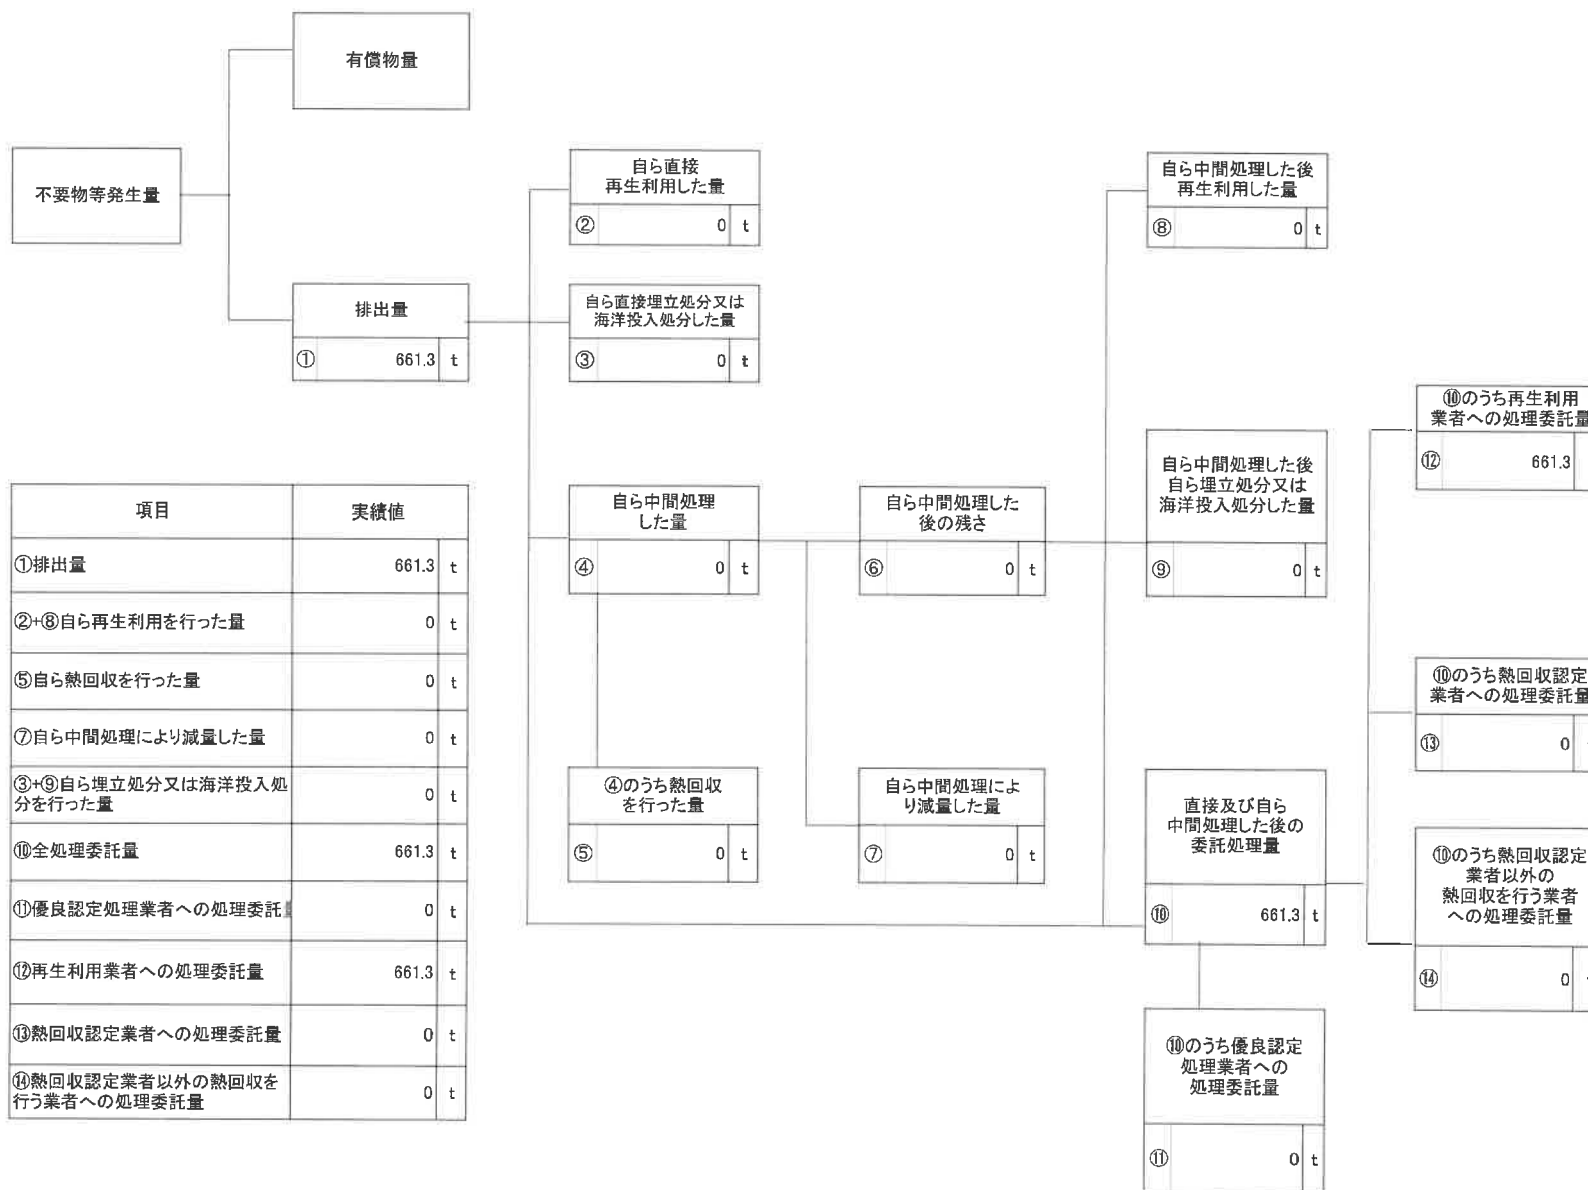 有償物量
不要物等発生量
排出量
① 661.3 t
自ら直接
再生利用した量
② 0 t
自ら直接埋立処分又は
海洋投入処分した量
③ 0 t
自ら中間処理
した量
④ 0 t
④のうち熱回収
を行った量
⑤ 0 t
自ら中間処理した
後の残さ
⑥ 0 t
自ら中間処理によ
り減量した量
⑦ 0 t
自ら中間処理した後
再生利用した量
⑧ 0 t
自ら中間処理した後
自ら埋立処分又は
海洋投入処分した量
⑨ 0 t
直接及び自ら
中間処理した後の
委託処理量
⑩ 661.3 t
⑩のうち優良認定
処理業者への
処理委託量
⑪ 0 t
⑩のうち再生利用
業者への処理委託量
⑫ 661.3
⑩のうち熱回収認定
業者への処理委託量
⑬ 0
⑩のうち熱回収認定
業者以外の
熱回収を行う業者
への処理委託量
⑭ 0
項目 実績値
①排出量 661.3 t
②+⑧自ら再生利用を行った量 0 t
⑤自ら熱回収を行った量 0 t
⑦自ら中間処理により減量した量 0 t
③+⑨自ら埋立処分又は海洋投入処
分を行った量 0 t
⑩全処理委託量 661.3 t
⑪優良認定処理業者への処理委託 0 t
⑫再生利用業者への処理委託量 661.3 t
⑬熱回収認定業者への処理委託量 0 t
⑭熱回収認定業者以外の熱回収を
行う業者への処理委託量 0 t